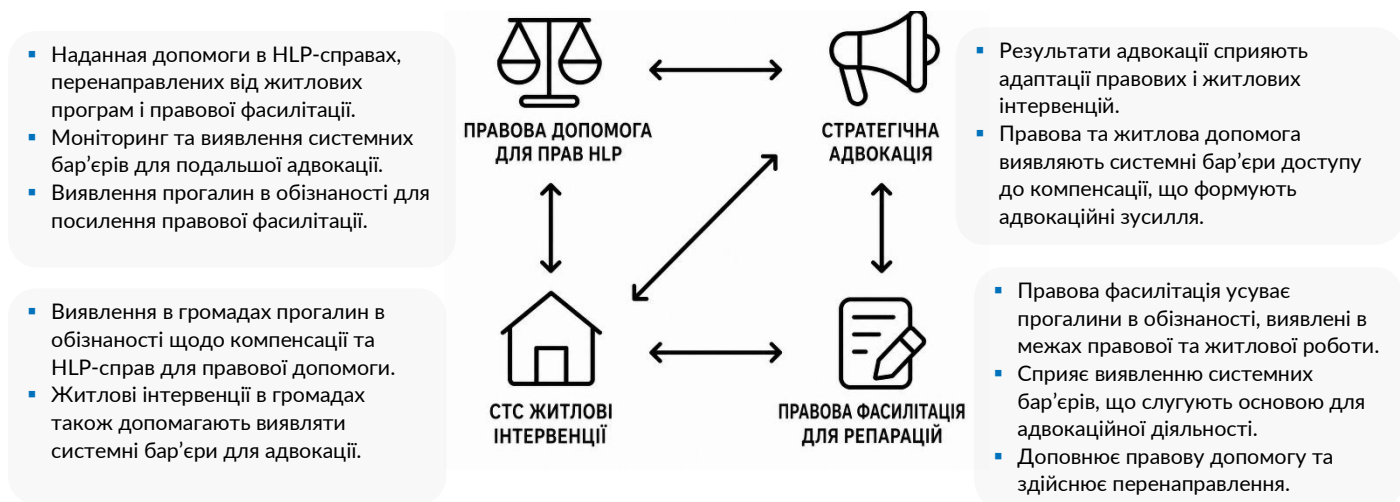 ▪ Наданная допомоги в HLP-справах,
перенаправлених від житлових
програм і правової фасилітації.
▪ Моніторинг та виявлення системних
бар’єрів для подальшої адвокації.
▪ Виявлення прогалин в обізнаності для
посилення правової фасилітації.
ПРАВОВА ДОПОМОГА
ДЛЯ ПРАВ HLP
СТРАТЕГІЧНА
АДВОКАЦІЯ
▪ Результати адвокації сприяють
адаптації правових і житлових
інтервенцій.
▪ Правова та житлова допомога
виявляють системні бар’єри доступу
до компенсації, що формують
адвокаційні зусилля.
▪ Виявлення в громадах прогалин в
обізнаності щодо компенсації та
HLP-справ для правової допомоги.
▪ Житлові інтервенції в громадах
також допомагають виявляти
системні бар’єри для адвокації.
СТС ЖИТЛОВІ
ІНТЕРВЕНЦІЇ
ПРАВОВА ФАСИЛІТАЦІЯ
ДЛЯ РЕПАРАЦІЙ
▪ Правова фасилітація усуває
прогалини в обізнаності, виявлені в
межах правової та житлової роботи.
▪ Сприяє виявленню системних
бар’єрів, що слугують основою для
адвокаційної діяльності.
▪ Доповнює правову допомогу та
здійснює перенаправлення.